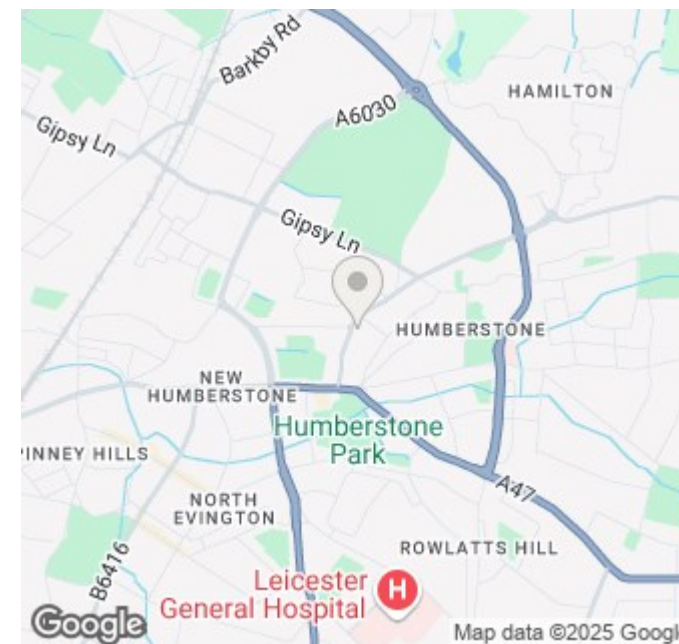 Barkby Rd
HAMILTON
A6030
Gipsy Ln
Gipsy Ln
HUMBERSTONE
NEW
HUMBERSTONE
Humberstone
Park
PINNEY HILLS
A47
NORTH
EVINGTON
B6416
ROWLATTS HILL
Leicester
General Hospital
H
Google
Map data ©2025 Googl